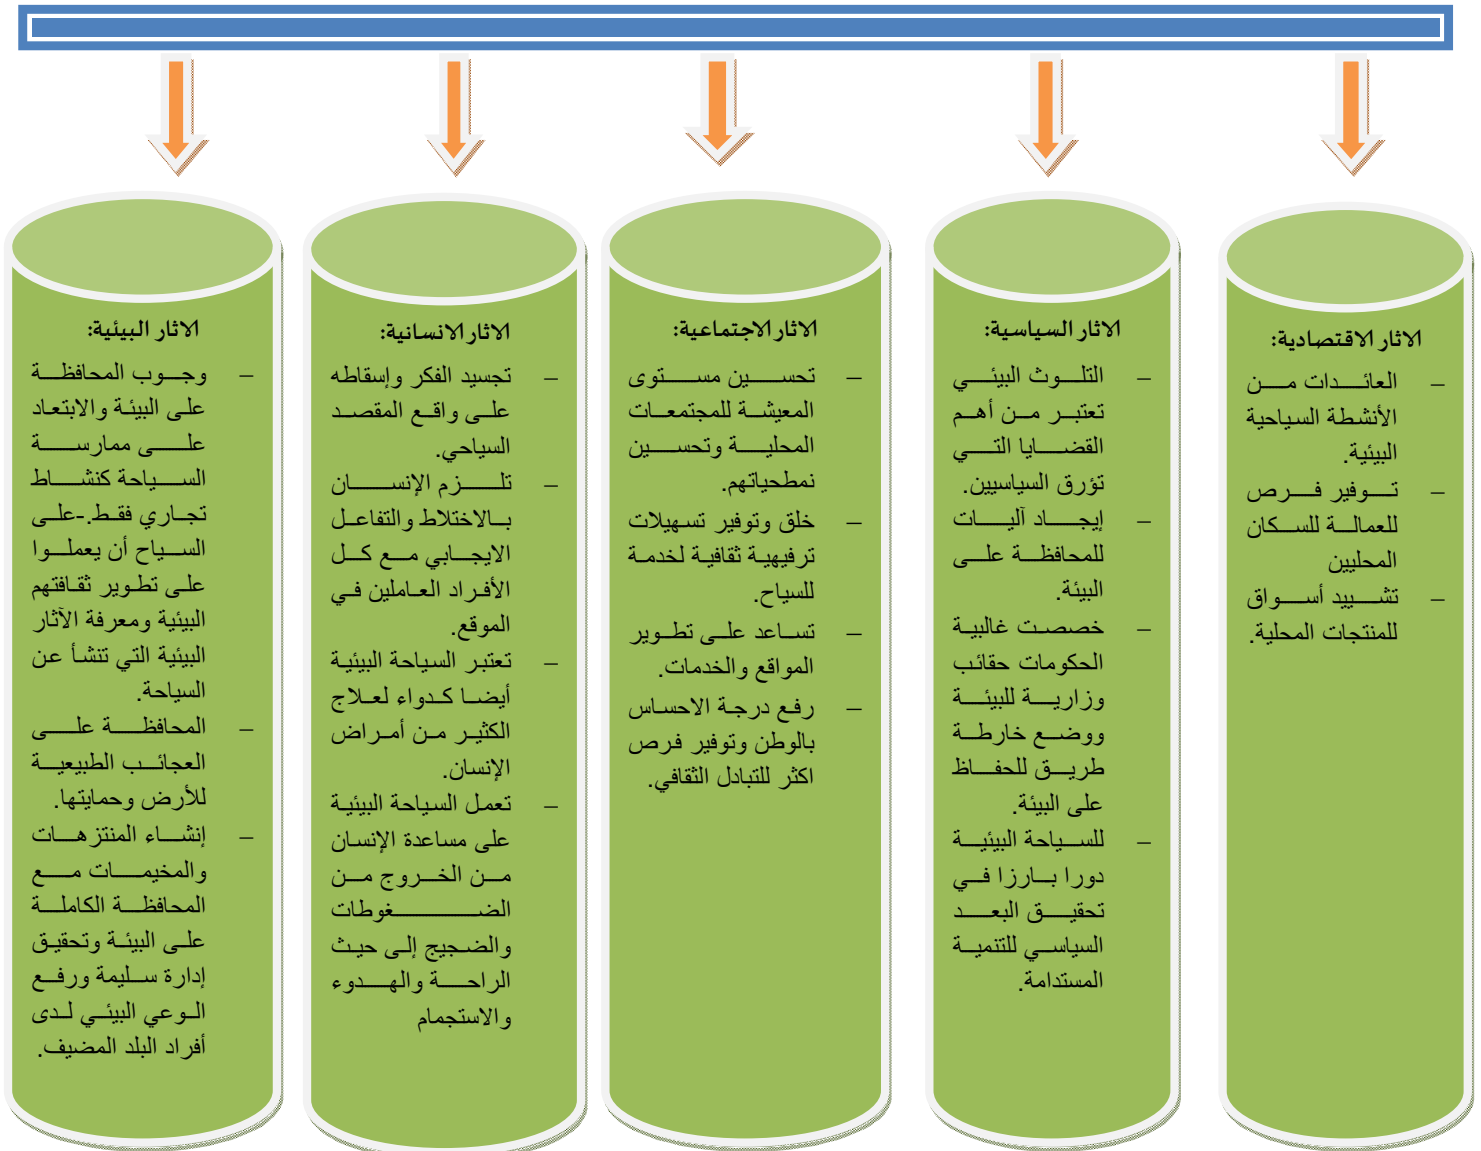 الاثار الاقتصادية:
– العائدات من
الأنشطة السياحية
البيئية.
– توفير فرص
للعمالة للسكان
المحليين
– تشييد أسواق
للمنتجات المحلية.
الاثار السياسية:
– التلوث البيئي
تعتبر من أهم
القضايا التي
تؤرق السياسيين.
– إيجاد آليات
للمحافظة على
البيئة.
– خصصت غالبية
الحكومات حقائب
وزارية للبيئة
ووضع خارطة
طريق للحفاظ
على البيئة.
– للسياحة البيئية
دورا بارزا في
تحقيق البعد
السياسي للتنمية
المستدامة.
الاثار الاجتماعية:
– تحسين مستوى
المعيشة للمجتمعات
المحلية وتحسين
نمطحياتهم.
– خلق وتوفير تسهيلات
ترفيهية ثقافية لخدمة
للسياح.
– تساعد على تطوير
المواقع والخدمات.
– رفع درجة الاحساس
بالوطن وتوفير فرص
اكثر للتبادل الثقافي.
الاثار الانسانية:
– تجسيد الفكر وإسقاطه
على واقع المقصد
السياحي.
– تلزم الإنسان
بالاختلاط والتفاعل
الايجابي مع كل
الأفراد العاملين في
الموقع.
– تعتبر السياحة البيئية
أيضا كدواء لعلاج
الكثير من أمراض
الإنسان.
– تعمل السياحة البيئية
على مساعدة الإنسان
من الخروج من
الضغوطات
والضجيج إلى حيث
الراحة والهدوء
والاستجمام
الاثار البيئية:
– وجوب المحافظة
على البيئة والابتعاد
على ممارسة
السياحة كنشاط
تجاري فقط.-على
السياح أن يعملوا
على تطوير ثقافتهم
البيئية ومعرفة الآثار
البيئية التي تنشأ عن
السياحة.
– المحافظة على
العجائب الطبيعية
للأرض وحمايتها.
– إنشاء المنتزهات
والمخيمات مع
المحافظة الكاملة
على البيئة وتحقيق
إدارة سليمة ورفع
الوعي البيئي لدى
أفراد البلد المضيف.